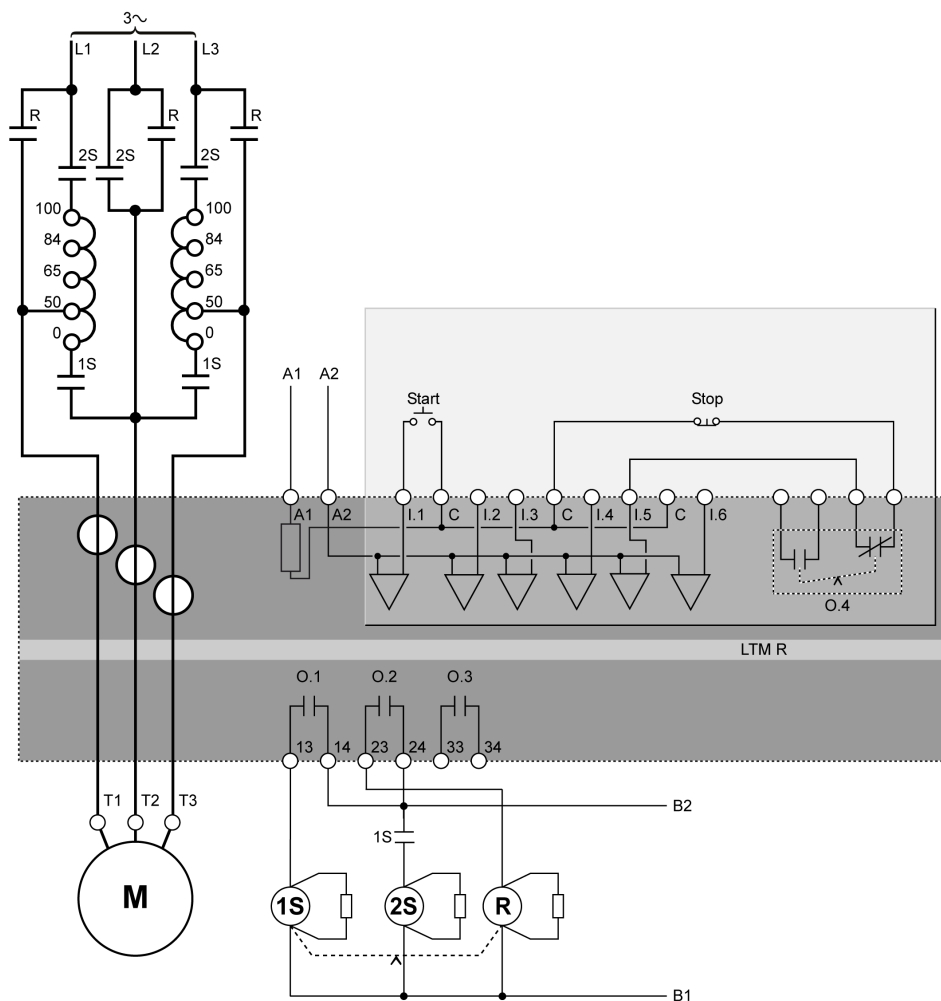 3~
L1 L2 L3
R R R
2S 2S 2S
100 100
84 84
65 65
50 50
0 0
1S 1S
A1 A2
Start Stop
A1 A2 I.1 C I.2 I.3 C I.4 I.5 C I.6
O.4
LTM R
O.1 O.2 O.3
13 14 23 24 33 34
T1 T2 T3
B2
1S
M
1S 2S R
B1